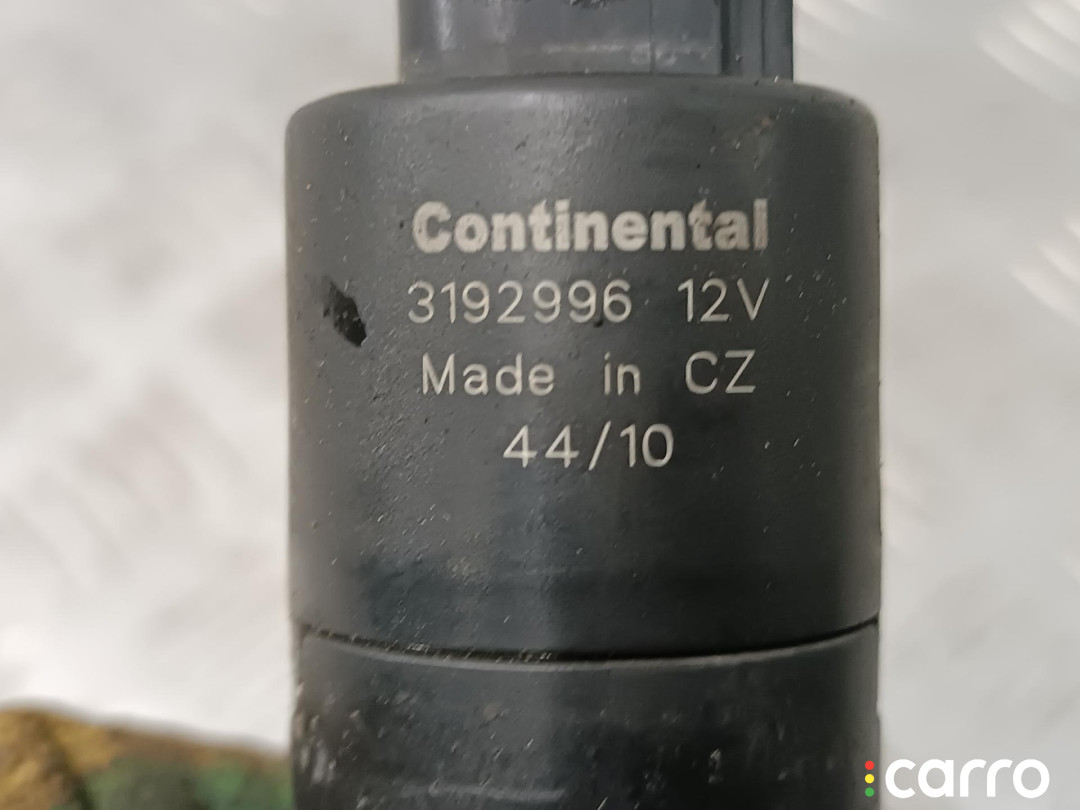 Continental
3192996 12V
Made in CZ
44/10
carro